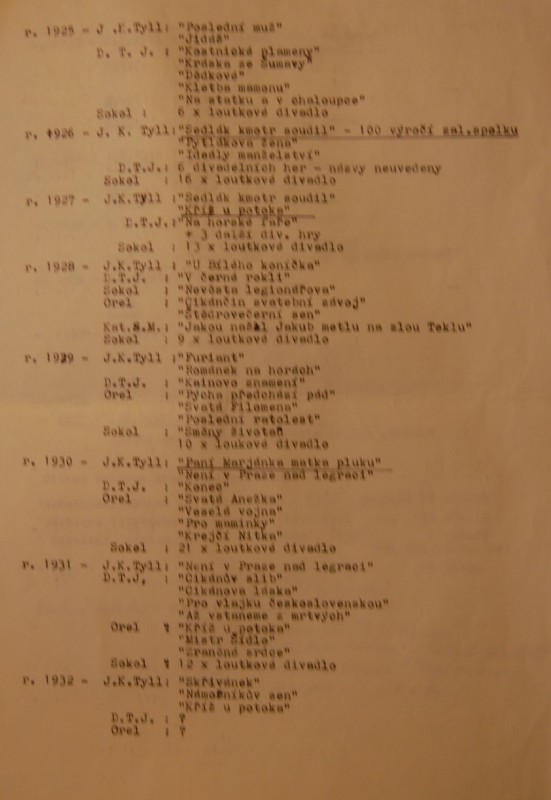 r. 1925 - J.K.Tyll: "Poslední muž"
"Jidáš"
D. T. J. : "Kostnické plameny"
"Kráska ze Šumavy"
"Dědkové"
"Kletba mamonu"
"Na statku a v chaloupce"
Sokol : 6 x loutkové divadlo
r. 1926 - J. K. Tyll: "Sedlák kmotr soudil" - 100 výročí zal.spolku
"Pytlákova žena"
"Ideály manželství"
D.T.J.: 6 divadelních her - názvy neuvedeny
Sokol : 16 x loutkové divadlo
r. 1927 - J.K.Tyll : "Sedlák kmotr soudil"
"Kříž u potoka"
D.T.J.: "Na horské faře"
+ 3 další div. hry
Sokol : 13 x loutkové divadlo
r. 1928 - J.K.Tyll : "U Bílého koníčka"
D.T.J. : "V černé rokli"
Sokol : "Nevěsta legionářova"
Orel : "Cikánčin svatební závoj"
"Štědrovečerní sen"
Kat.S.M.: "Jakou našel Jakub metlu na zlou Teklu"
Sokol : 9 x loutkové divadlo
r. 1929 - J.K.Tyll : "Furiant"
"Románek na horách"
D.T.J. : "Kainovo znamení"
Orel : "Pýcha předchází pád"
"Svatá Filomena"
"Poslední ratolest"
Sokol : "Směny života"
10 x loukové divadlo
r. 1930 - J.K.Tyll: "Paní Marjánka matka pluku"
"Není v Praze nad legraci"
D.T.J. : "Konec"
Orel : "Svatá Anežka"
"Veselá vojna"
"Pro maminky"
"Krejčí Nitka"
Sokol : 21 x loutkové divadlo
r. 1931 - J.K.Tyll: "Není v Praze nad legraci"
D.T.J, : "Cikánův slib"
"Cikánova láska"
"Pro vlajku československou"
"Až vstaneme z mrtvých"
Orel ? "Kříž u potoka"
"Mistr Šídlo"
"Zraněné srdce"
Sokol ? 12 x loutkové divadlo
r. 1932 - J.K.Tyll: "Skřivánek"
"Námořníkův sen"
"Kříž u potoka"
D.T.J. : ?
Orel : ?